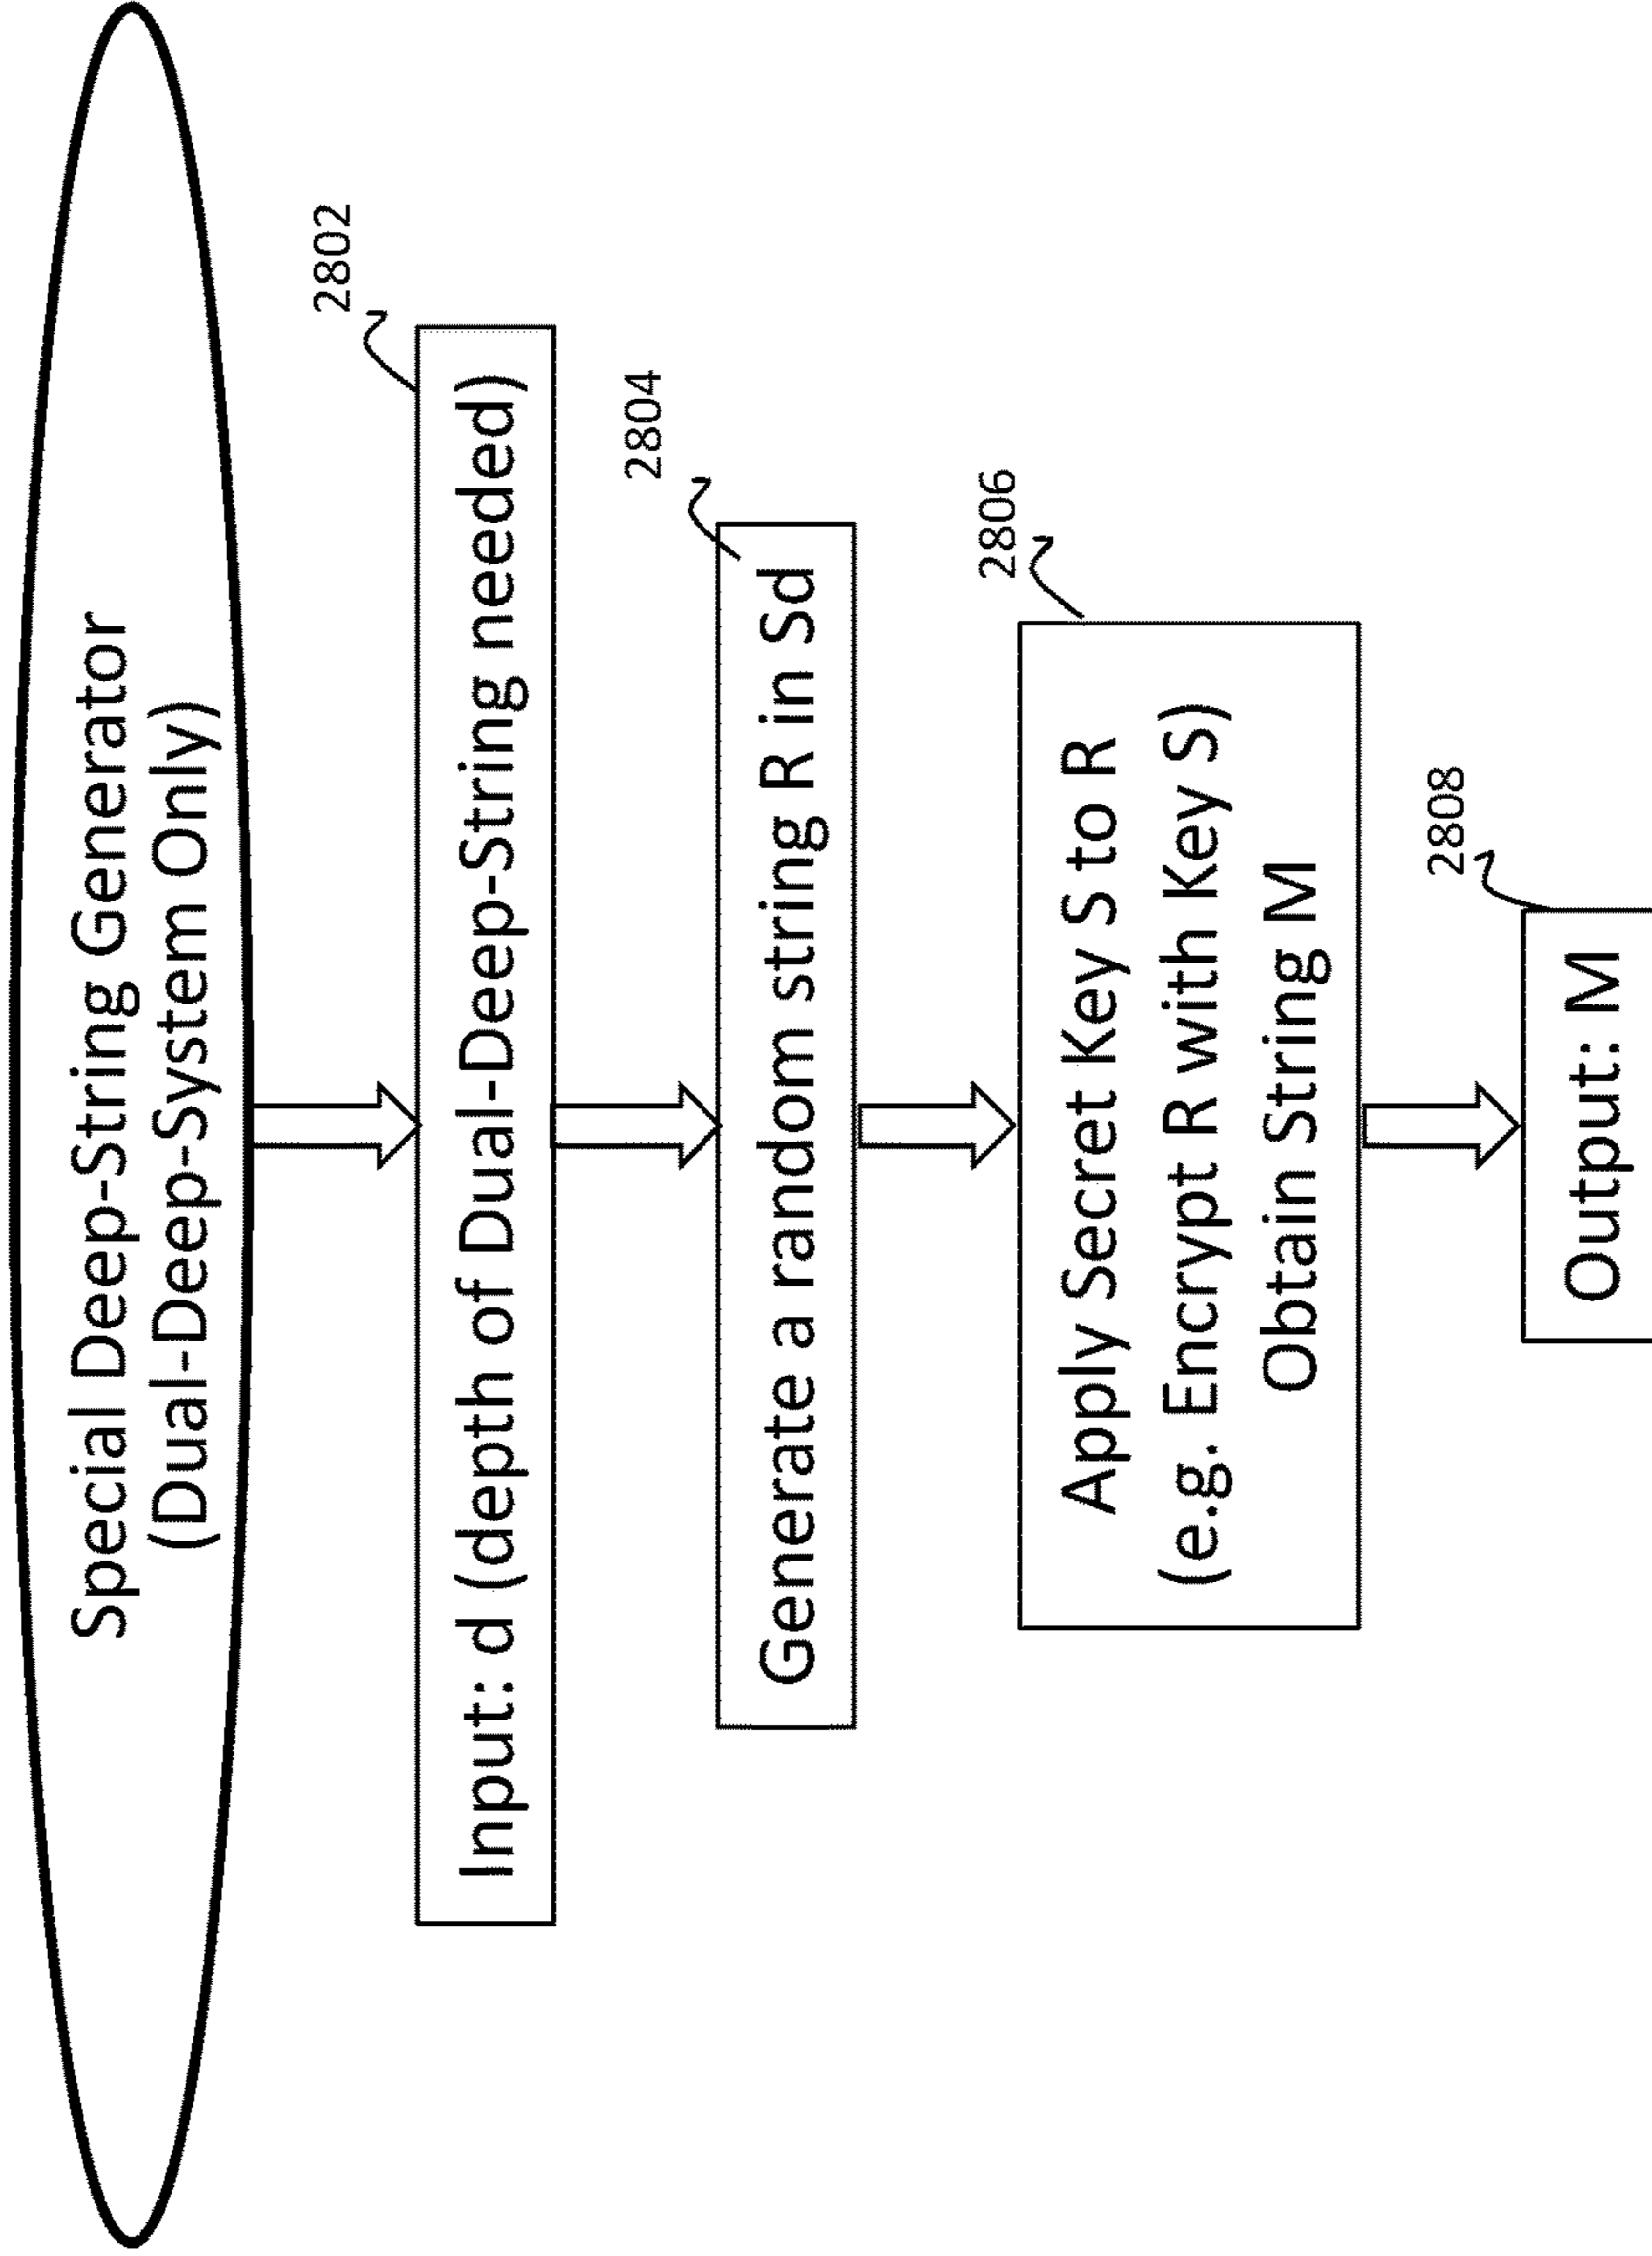 Special Deep-String Generator
(Dual-Deep-System Only)
2802
Input: d (depth of Dual-Deep-String needed)
2804
Generate a random string R in Sd
2806
Apply Secret Key S to R
(e.g. Encrypt R with Key S)
Obtain String M
2808
Output: M